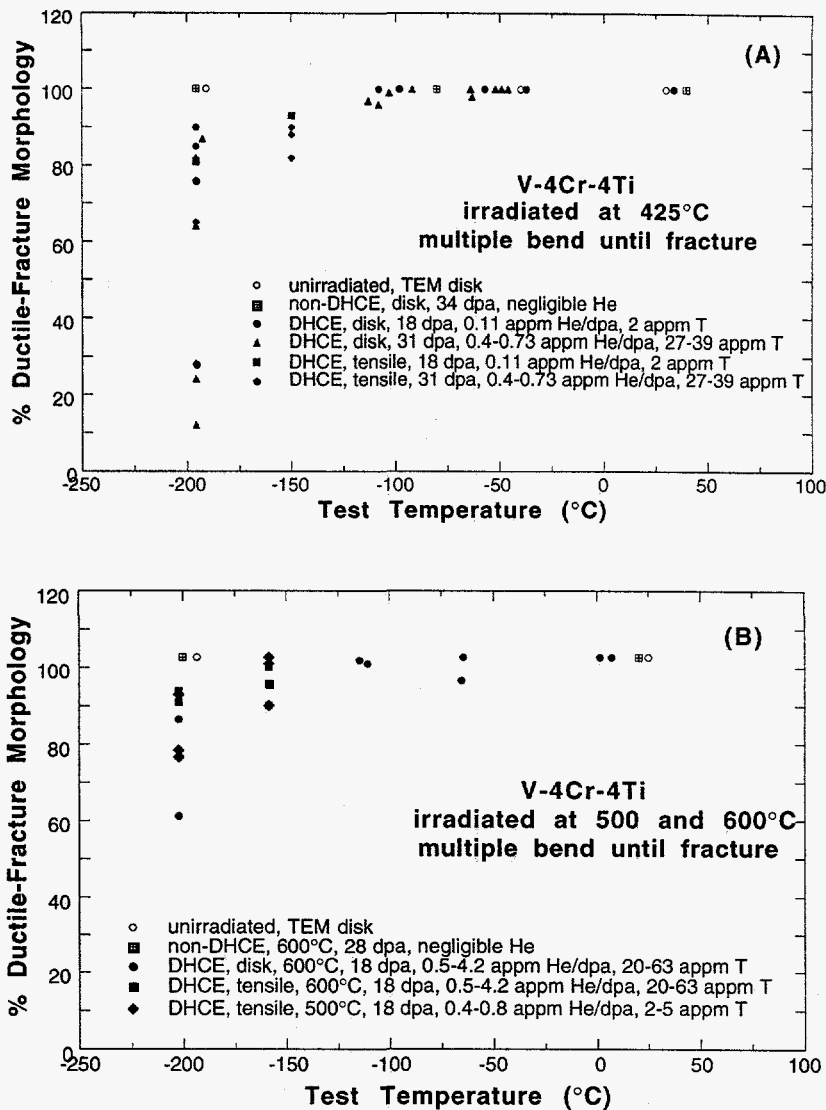 120
100
80
60
40
20
0
% Ductile-Fracture Morphology
(A)
V-4Cr-4Ti
irradiated at 425°C
multiple bend until fracture
unirradiated, TEM disk
non-DHCE, disk, 34 dpa, negligible He
DHCE, disk, 18 dpa, 0.11 appm He/dpa, 2 appm T
DHCE, disk, 31 dpa, 0.4-0.73 appm He/dpa, 27-39 appm T
DHCE, tensile, 18 dpa, 0.11 appm He/dpa, 2 appm T
DHCE, tensile, 31 dpa, 0.4-0.73 appm He/dpa, 27-39 appm T
-250 -200 -150 -100 -50 0 50 100
Test Temperature (°C)
120
100
80
60
40
20
0
% Ductile-Fracture Morphology
(B)
V-4Cr-4Ti
irradiated at 500 and 600°C
multiple bend until fracture
unirradiated, TEM disk
non-DHCE, 600°C, 28 dpa, negligible He
DHCE, disk, 600°C, 18 dpa, 0.5-4.2 appm He/dpa, 20-63 appm T
DHCE, tensile, 600°C, 18 dpa, 0.5-4.2 appm He/dpa, 20-63 appm T
DHCE, tensile, 500°C, 18 dpa, 0.4-0.8 appm He/dpa, 2-5 appm T
-250 -200 -150 -100 -50 0 50 100
Test Temperature (°C)